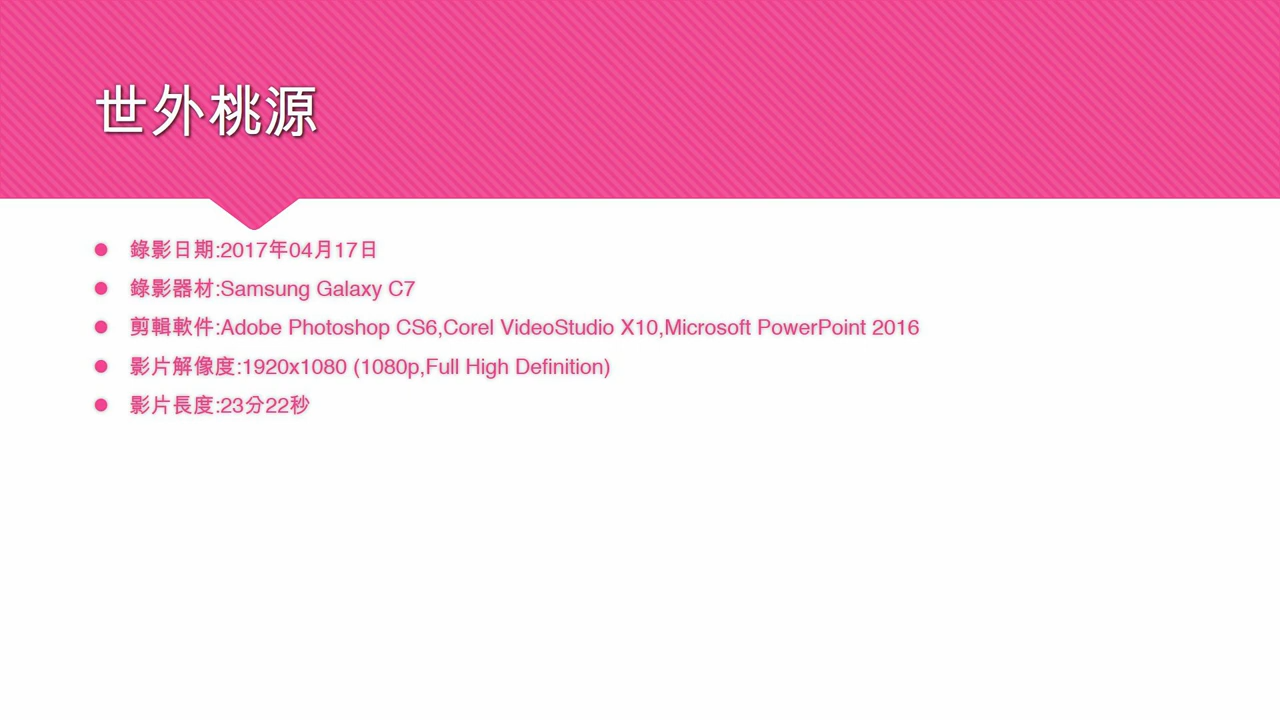 世外桃源
錄影日期:2017年04月17日
錄影器材:Samsung Galaxy C7
剪輯軟件:Adobe Photoshop CS6,Corel VideoStudio X10,Microsoft PowerPoint 2016
影片解像度:1920x1080 (1080p,Full High Definition)
影片長度:23分22秒